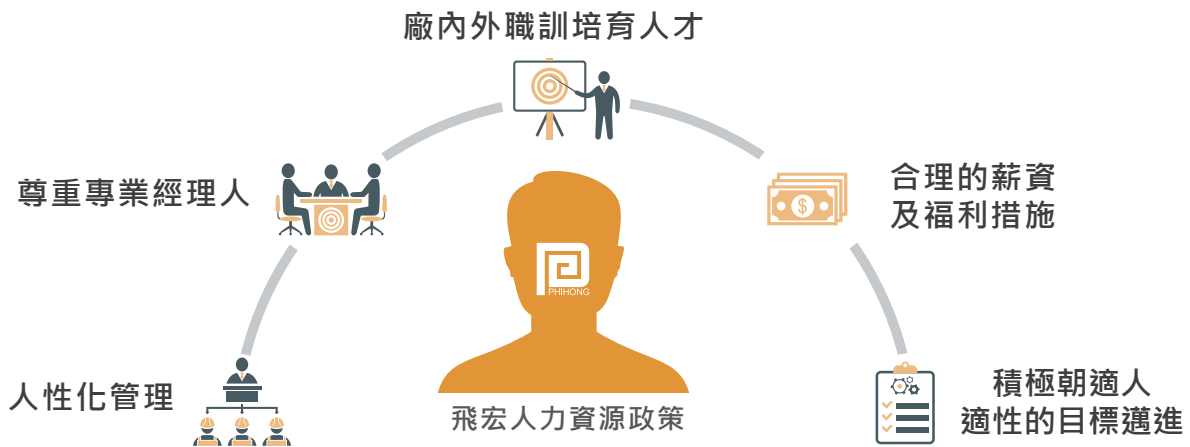 廠內外職訓培育人才
尊重專業經理人
合理的薪資
及福利措施
PHIHONG
人性化管理
積極朝適人
適性的目標邁進
飛宏人力資源政策